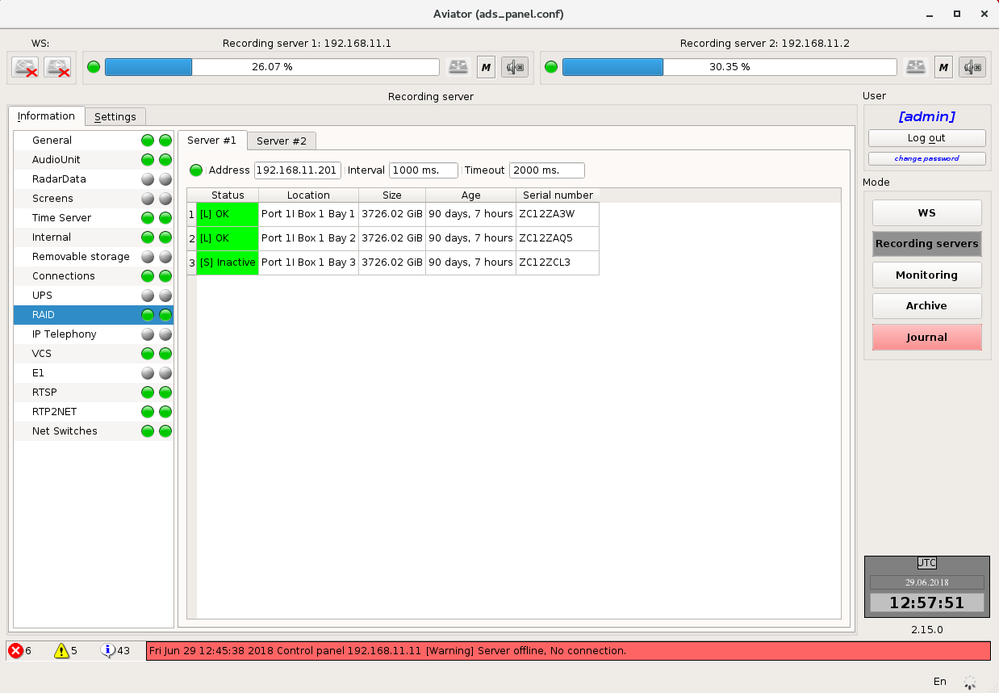 Aviator (ads_panel.conf)
WS:
Recording server 1: 192.168.11.1
Recording server 2: 192.168.11.2
26.07 %
M
30.35 %
M
Recording server
User
Information
Settings
[admin]
Log out
change password
Mode
WS
Recording servers
Monitoring
Archive
Journal
General
AudioUnit
RadarData
Screens
Time Server
Internal
Removable storage
Connections
UPS
RAID
IP Telephony
VCS
E1
RTSP
RTP2NET
Net Switches
Server #1
Server #2
Address 192.168.11.201 Interval 1000 ms. Timeout 2000 ms.
Status Location Size Age Serial number
1 [L] OK Port 1I Box 1 Bay 1 3726.02 GiB 90 days, 7 hours ZC12ZA3W
2 [L] OK Port 1I Box 1 Bay 2 3726.02 GiB 90 days, 7 hours ZC12ZAQ5
3 [S] Inactive Port 1I Box 1 Bay 3 3726.02 GiB 90 days, 7 hours ZC12ZCL3
UTC
29.06.2018
12:57:51
2.15.0
6 5 43 Fri Jun 29 12:45:38 2018 Control panel 192.168.11.11 [Warning] Server offline, No connection.
En